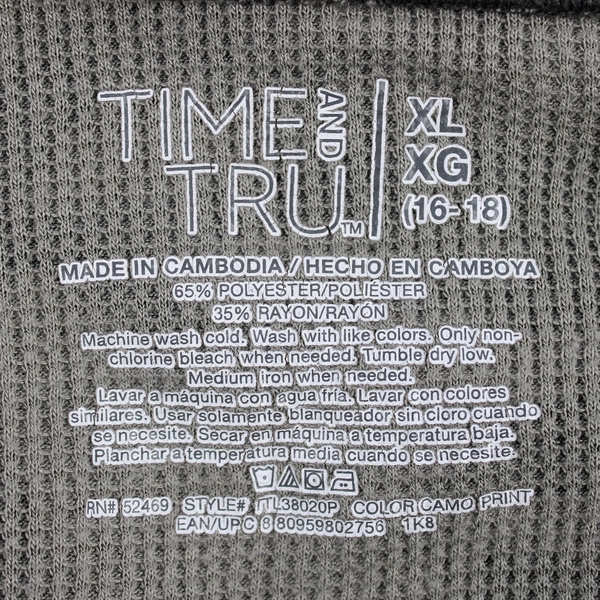 TIME AND TRU™
XL
XG
(16-18)
MADE IN CAMBODIA/HECHO EN CAMBOYA
65% POLYESTER/POLIÉSTER
35% RAYON/RAYÓN
Machine wash cold. Wash with like colors. Only non-
chlorine bleach when needed. Tumble dry low.
Medium iron when needed.
Lavar a máquina con agua fría. Lavar con colores
similares. Usar solamente blanqueador sin cloro cuando
se necesite. Secar en máquina a temperatura baja.
Planchar a temperatura media cuando se necesite.
RN# 52469 STYLE# COLOR CAMO PRINT
EAN/UPC 8 80959802756 1K8